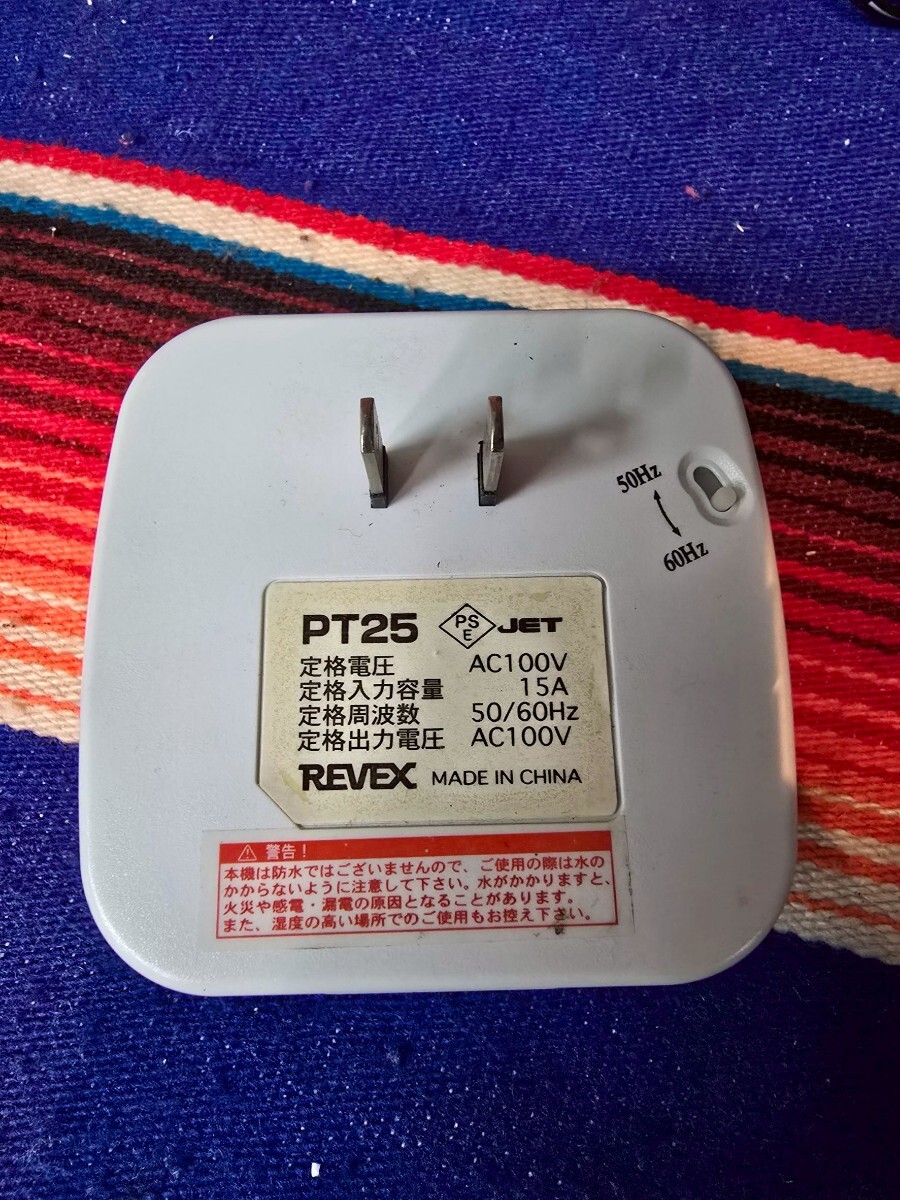 50Hz
60Hz
PT25 PSE JET
定格電圧 AC100V
定格入力容量 15A
定格周波数 50/60Hz
定格出力電圧 AC100V
REVEX MADE IN CHINA
⚠ 警告!
本機は防水ではございませんので、ご使用の際は水の
かからないように注意して下さい。水がかかりますと、
火災や感電・漏電の原因となることがあります。
また、湿度の高い場所でのご使用もお控え下さい。